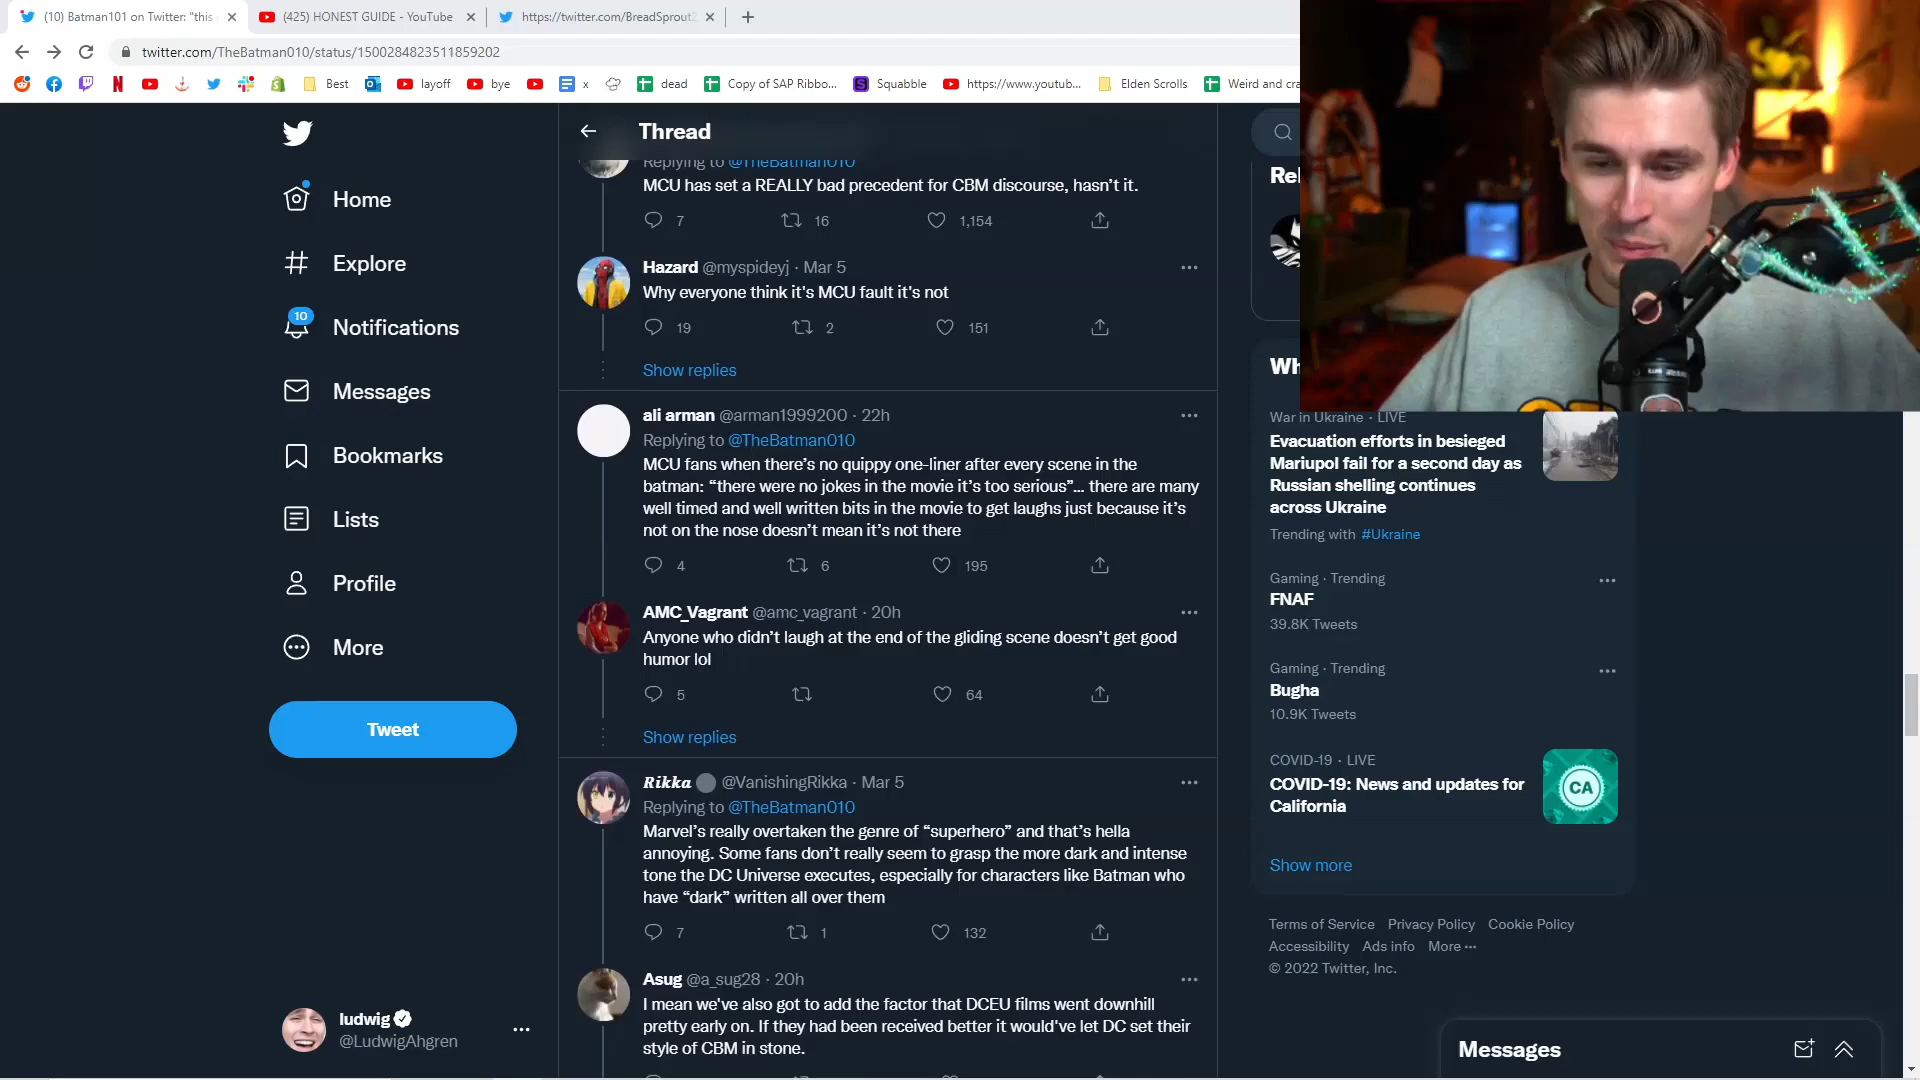 (10) Batman101 on Twitter: "this
(425) HONEST GUIDE - YouTube
https://twitter.com/BreadSprout
twitter.com/TheBatman010/status/1500284823511859202
Best
layoff
bye
x
dead
Copy of SAP Ribbo...
Squabble
https://www.youtub...
Elden Scrolls
Weird and cra
Home
Explore
10
Notifications
Messages
Bookmarks
Lists
Profile
More
Tweet
ludwig
@LudwigAhgren
Thread
Replying to @TheBatman010
MCU has set a REALLY bad precedent for CBM discourse, hasn't it.
7 16 1,154
Hazard @myspideyj · Mar 5
Why everyone think it's MCU fault it's not
19 2 151
Show replies
ali arman @arman1999200 · 22h
Replying to @TheBatman010
MCU fans when there's no quippy one-liner after every scene in the
batman: “there were no jokes in the movie it's too serious”... there are many
well timed and well written bits in the movie to get laughs just because it's
not on the nose doesn't mean it's not there
4 6 195
AMC_Vagrant @amc_vagrant · 20h
Anyone who didn't laugh at the end of the gliding scene doesn't get good
humor lol
5 64
Show replies
Rikka @VanishingRikka · Mar 5
Replying to @TheBatman010
Marvel's really overtaken the genre of “superhero” and that's hella
annoying. Some fans don't really seem to grasp the more dark and intense
tone the DC Universe executes, especially for characters like Batman who
have “dark” written all over them
7 1 132
Asug @a_sug28 · 20h
I mean we've also got to add the factor that DCEU films went downhill
pretty early on. If they had been received better it would've let DC set their
style of CBM in stone.
Rel
Wh
War in Ukraine · LIVE
Evacuation efforts in besieged
Mariupol fail for a second day as
Russian shelling continues
across Ukraine
Trending with #Ukraine
Gaming · Trending
FNAF
39.8K Tweets
Gaming · Trending
Bugha
10.9K Tweets
COVID-19 · LIVE
COVID-19: News and updates for
California
CA
Show more
Terms of Service Privacy Policy Cookie Policy
Accessibility Ads info More ···
© 2022 Twitter, Inc.
Messages